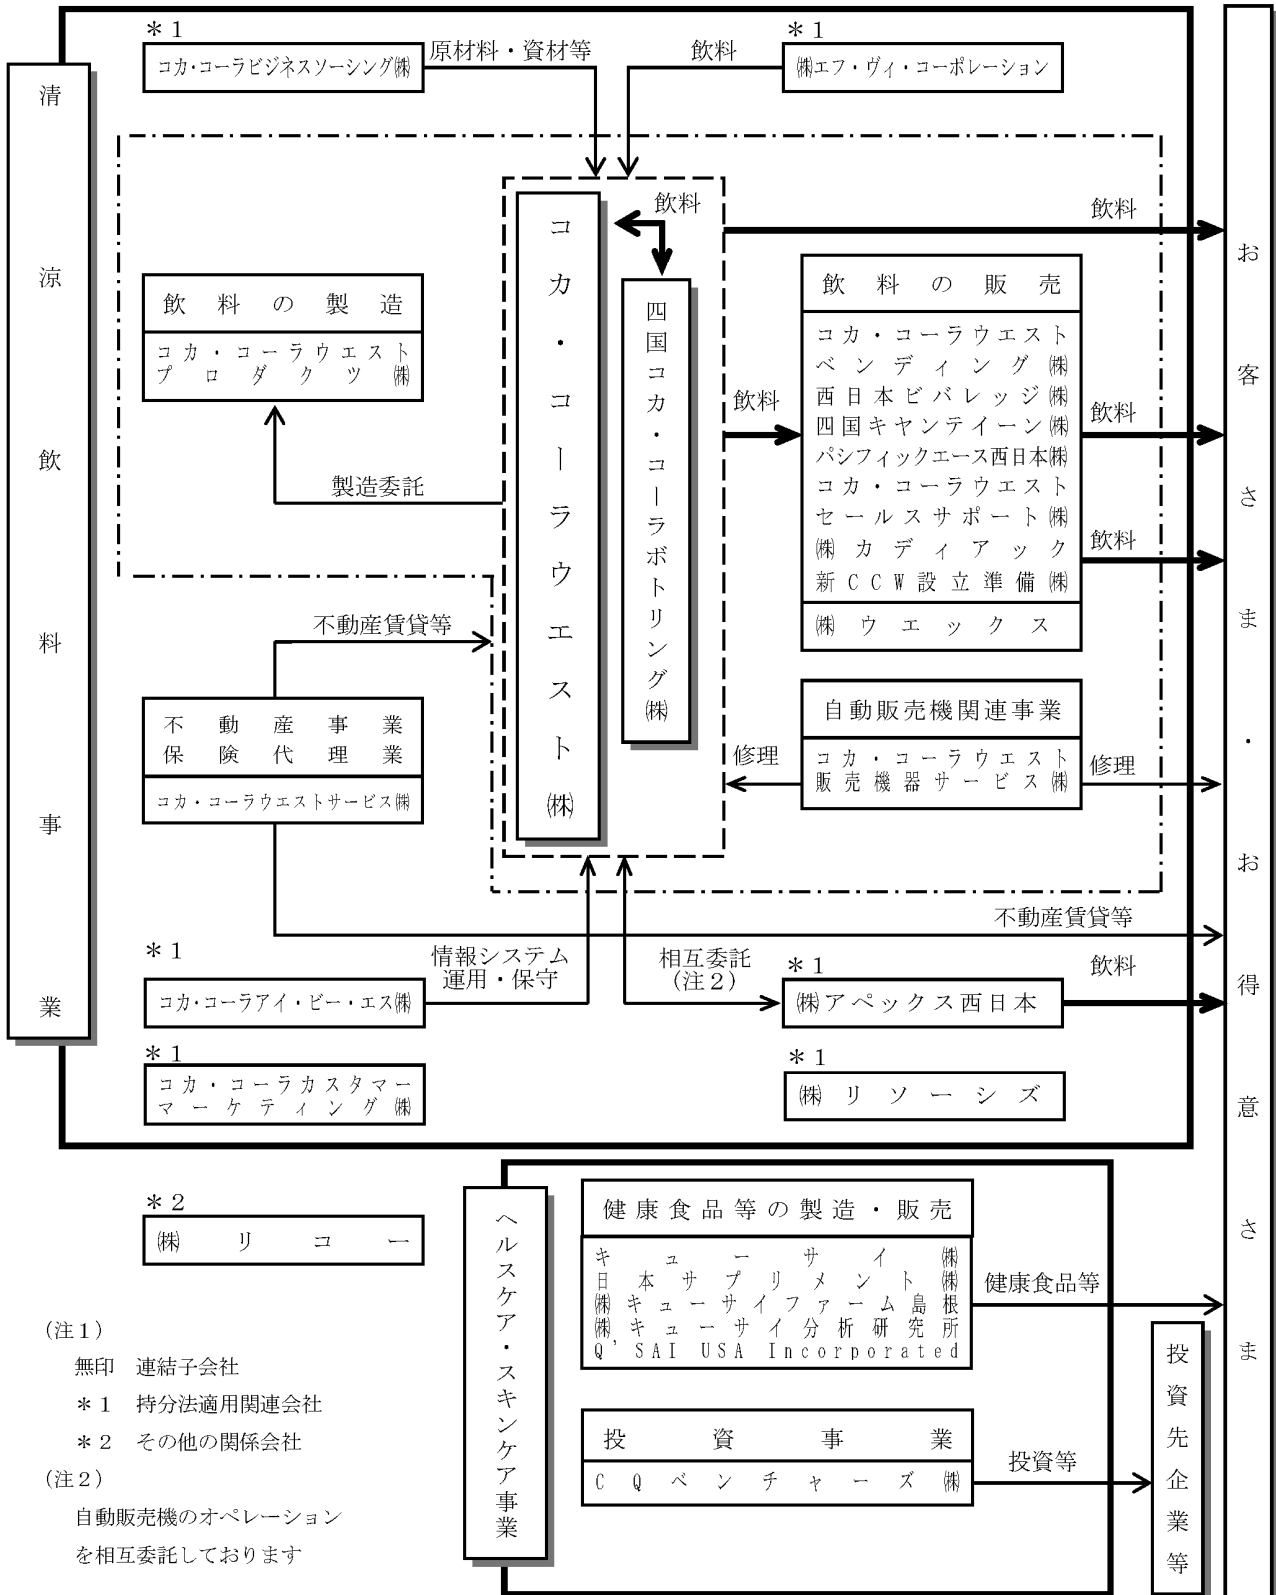 清涼飲料事業
＊1
コカ・コーラビジネスソーシング㈱
原材料・資材等
飲料
＊1
㈱エフ・ヴィ・コーポレーション
コカ・コーラウエスト㈱
飲料
四国コカ・コーラボトリング㈱
飲料の製造
コカ・コーラウエスト
プロダクツ㈱
製造委託
飲料
飲料の販売
コカ・コーラウエスト
ベンディング㈱
西日本ビバレッジ㈱
四国キヤンテイーン㈱
パシフィックエース西日本㈱
コカ・コーラウエスト
セールスサポート㈱
㈱カディアック
新CCW設立準備㈱
㈱ウエックス
飲料
飲料
飲料
お客さま・お得意さま
不動産賃貸等
不動産事業
保険代理業
コカ・コーラウエストサービス㈱
修理
自動販売機関連事業
コカ・コーラウエスト
販売機器サービス㈱
修理
不動産賃貸等
＊1
コカ・コーラアイ・ビー・エス㈱
情報システム
運用・保守
相互委託
(注2)
＊1
㈱アペックス西日本
飲料
＊1
コカ・コーラカスタマー
マーケティング㈱
＊1
㈱リソーシズ
＊2
㈱リコー
ヘルスケア・スキンケア事業
健康食品等の製造・販売
キューサイ㈱
日本サプリメント㈱
㈱キューサイファーム島根
㈱キューサイ分析研究所
Q'SAI USA Incorporated
健康食品等
投資事業
CQベンチャーズ㈱
投資等
投資先企業等
(注1)
無印 連結子会社
＊1 持分法適用関連会社
＊2 その他の関係会社
(注2)
自動販売機のオペレーション
を相互委託しております